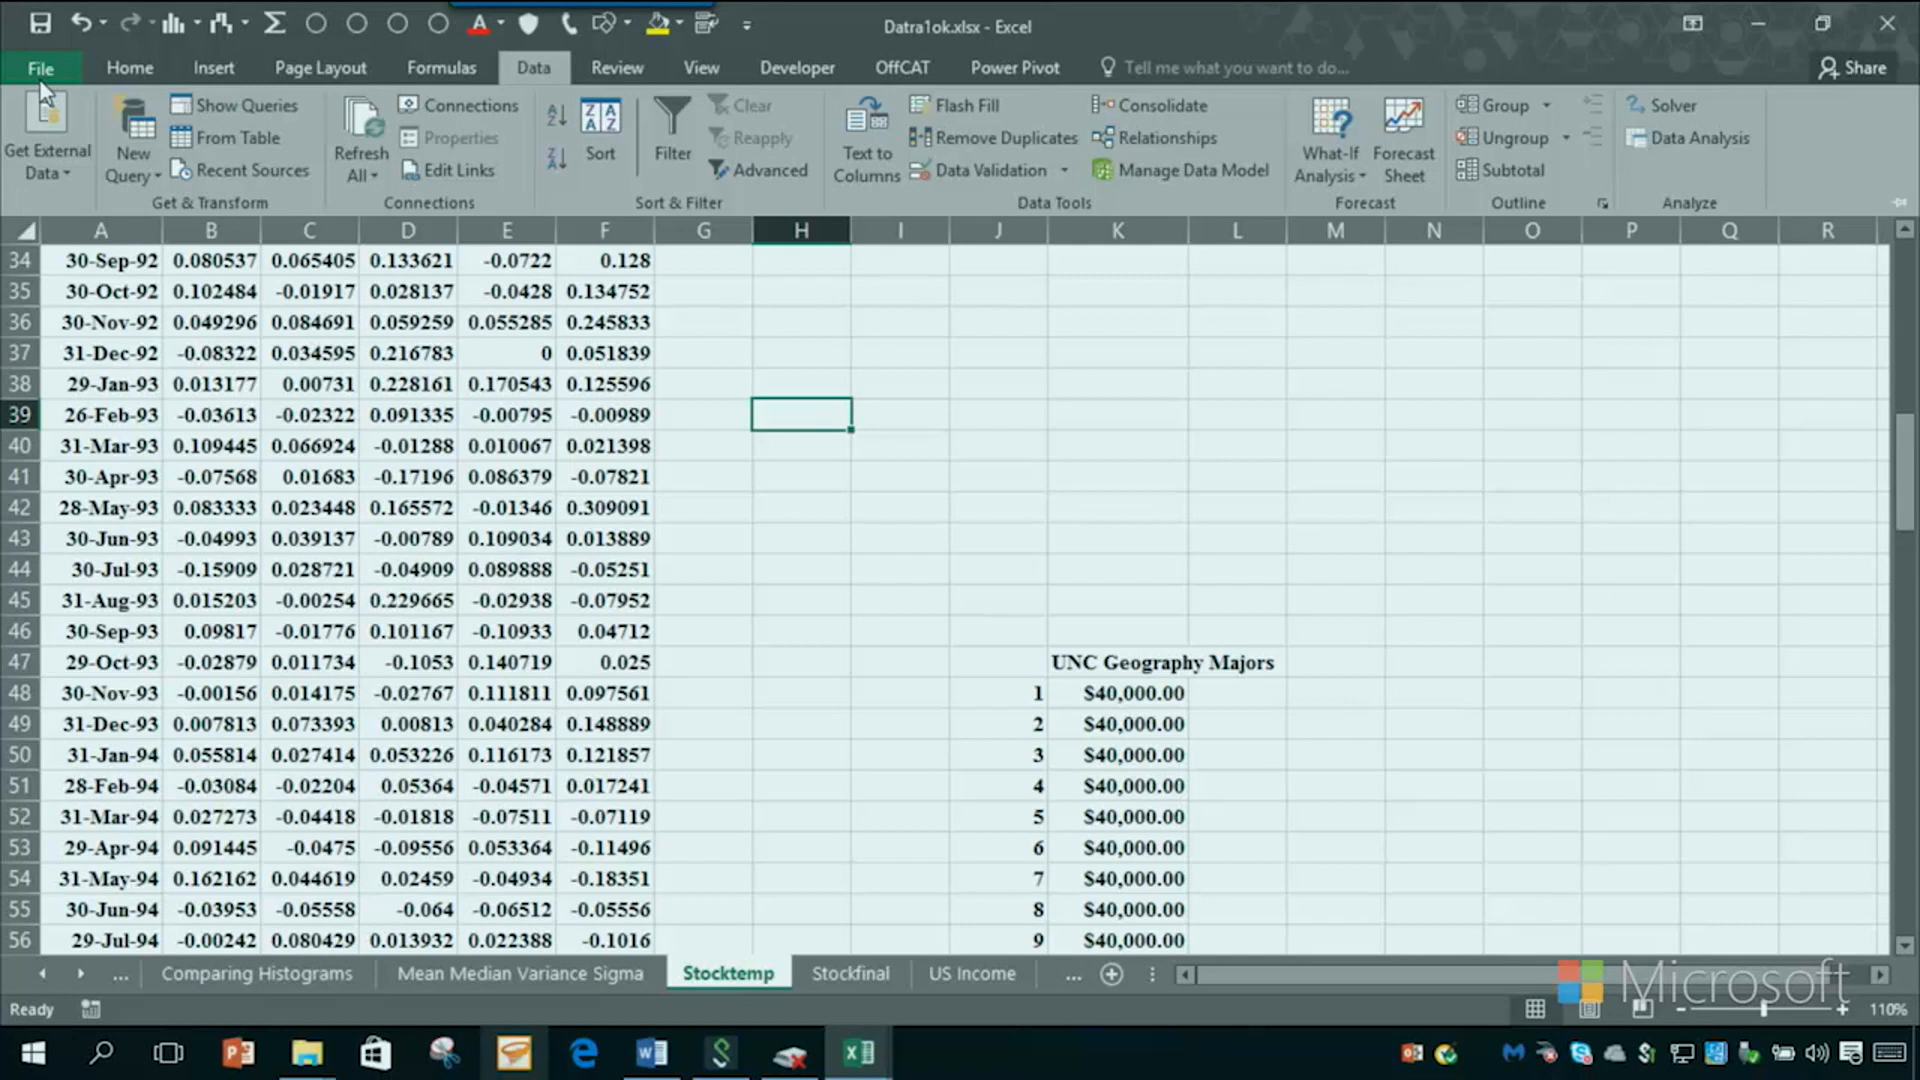 Datra1ok.xlsx - Excel
File Home Insert Page Layout Formulas Data Review View Developer OffCAT Power Pivot Tell me what you want to do... Share
Get External Data
New Query
Show Queries
From Table
Recent Sources
Get & Transform
Refresh All
Connections
Properties
Edit Links
Connections
Sort
Filter
Clear
Reapply
Advanced
Sort & Filter
Text to Columns
Flash Fill
Remove Duplicates
Data Validation
Consolidate
Relationships
Manage Data Model
Data Tools
What-If Analysis
Forecast Sheet
Forecast
Group
Ungroup
Subtotal
Outline
Solver
Data Analysis
Analyze
A B C D E F G H I J K L M N O P Q R
34 30-Sep-92 0.080537 0.065405 0.133621 -0.0722 0.128
35 30-Oct-92 0.102484 -0.01917 0.028137 -0.0428 0.134752
36 30-Nov-92 0.049296 0.084691 0.059259 0.055285 0.245833
37 31-Dec-92 -0.08322 0.034595 0.216783 0 0.051839
38 29-Jan-93 0.013177 0.00731 0.228161 0.170543 0.125596
39 26-Feb-93 -0.03613 -0.02322 0.091335 -0.00795 -0.00989
40 31-Mar-93 0.109445 0.066924 -0.01288 0.010067 0.021398
41 30-Apr-93 -0.07568 0.01683 -0.17196 0.086379 -0.07821
42 28-May-93 0.083333 0.023448 0.165572 -0.01346 0.309091
43 30-Jun-93 -0.04993 0.039137 -0.00789 0.109034 0.013889
44 30-Jul-93 -0.15909 0.028721 -0.04909 0.089888 -0.05251
45 31-Aug-93 0.015203 -0.00254 0.229665 -0.02938 -0.07952
46 30-Sep-93 0.09817 -0.01776 0.101167 -0.10933 0.04712
47 29-Oct-93 -0.02879 0.011734 -0.1053 0.140719 0.025 UNC Geography Majors
48 30-Nov-93 -0.00156 0.014175 -0.02767 0.111811 0.097561 1 $40,000.00
49 31-Dec-93 0.007813 0.073393 0.00813 0.040284 0.148889 2 $40,000.00
50 31-Jan-94 0.055814 0.027414 0.053226 0.116173 0.121857 3 $40,000.00
51 28-Feb-94 -0.03084 -0.02204 0.05364 -0.04571 0.017241 4 $40,000.00
52 31-Mar-94 0.027273 -0.04418 -0.01818 -0.07511 -0.07119 5 $40,000.00
53 29-Apr-94 0.091445 -0.0475 -0.09556 0.053364 -0.11496 6 $40,000.00
54 31-May-94 0.162162 0.044619 0.02459 -0.04934 -0.18351 7 $40,000.00
55 30-Jun-94 -0.03953 -0.05558 -0.064 -0.06512 -0.05556 8 $40,000.00
56 29-Jul-94 -0.00242 0.080429 0.013932 0.022388 -0.1016 9 $40,000.00
... Comparing Histograms Mean Median Variance Sigma Stocktemp Stockfinal US Income ...
Microsoft
Ready 110%